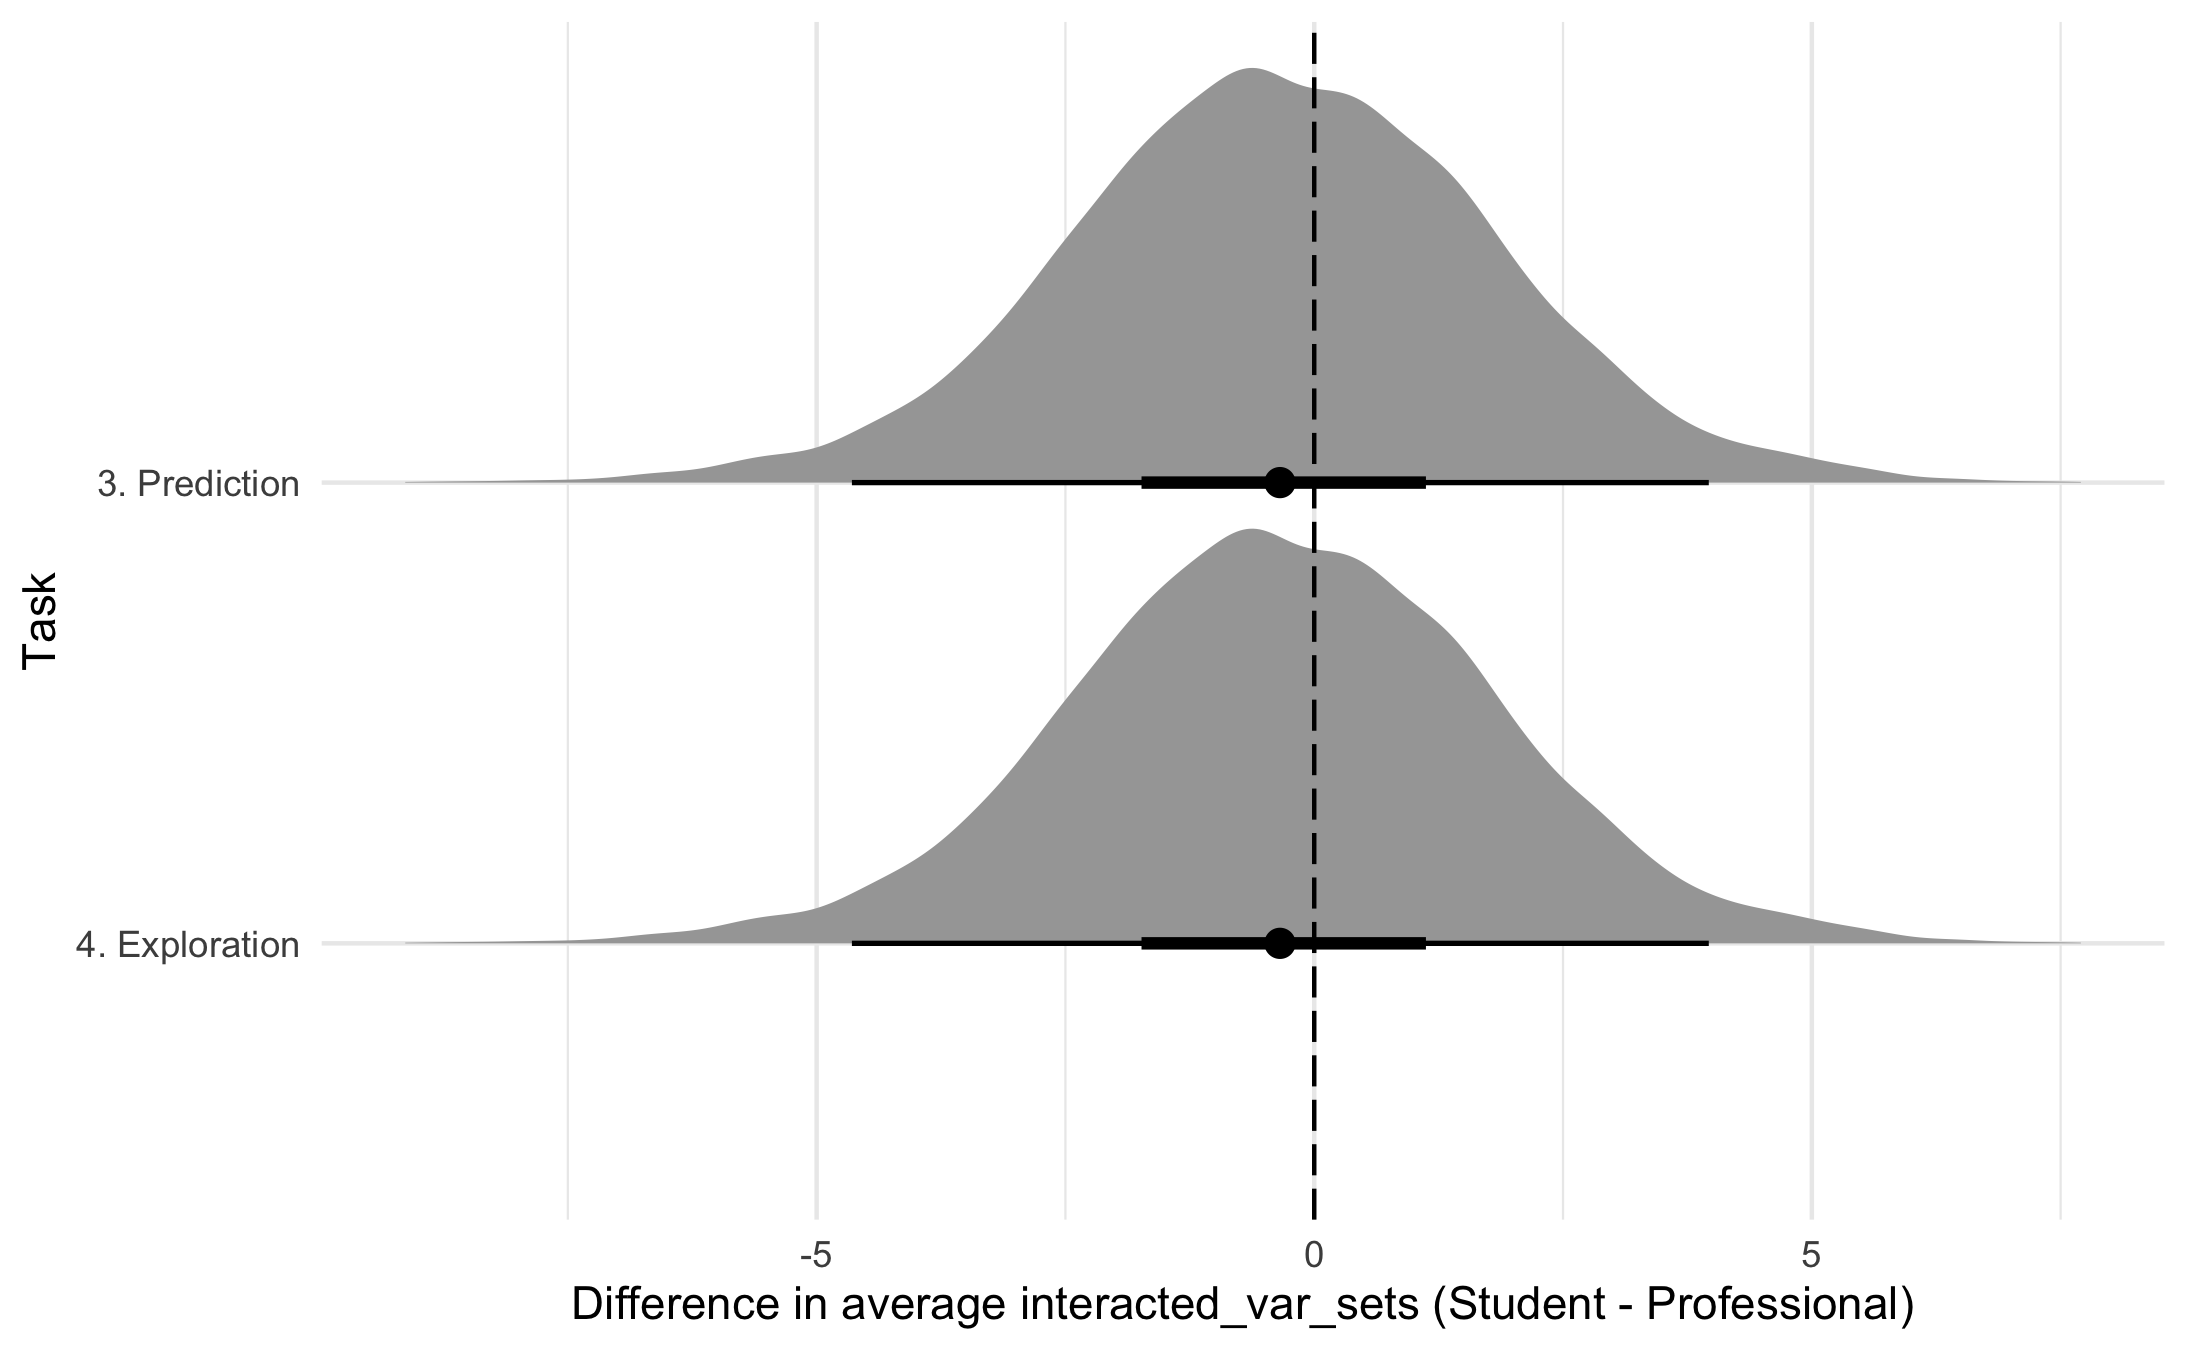 3. Prediction
Task
4. Exploration
-5 0 5
Difference in average interacted_var_sets (Student - Professional)